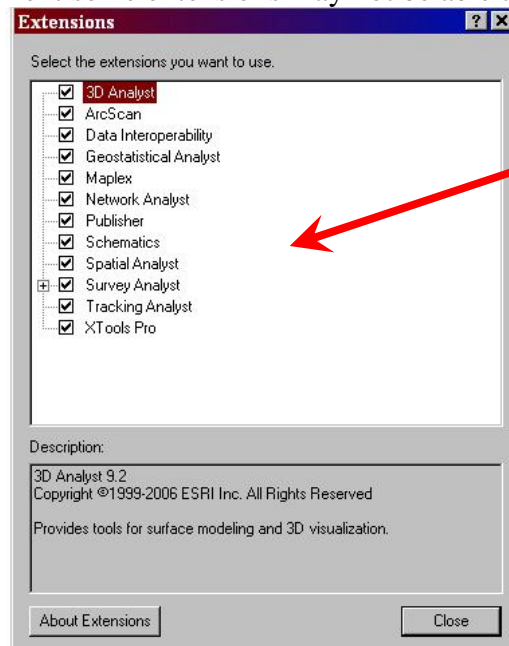 Extensions
Select the extensions you want to use.
3D Analyst
ArcScan
Data Interoperability
Geostatistical Analyst
Maplex
Network Analyst
Publisher
Schematics
Spatial Analyst
Survey Analyst
Tracking Analyst
XTools Pro
Description:
3D Analyst 9.2
Copyright ©1999-2006 ESRI Inc. All Rights Reserved
Provides tools for surface modeling and 3D visualization.
About Extensions Close